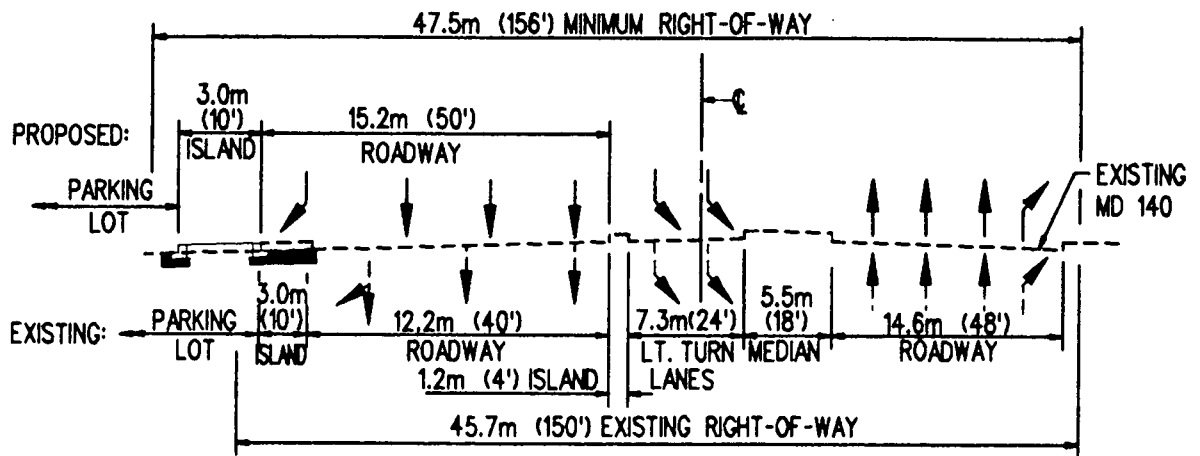 47.5m (156') MINIMUM RIGHT-OF-WAY
3.0m
(10')
ISLAND
15.2m (50')
ROADWAY
℄
PROPOSED:
PARKING
LOT
EXISTING
MD 140
EXISTING:
PARKING
LOT
3.0m
(10')
ISLAND
12.2m (40')
ROADWAY
7.3m(24')
LT. TURN
LANES
5.5m
(18')
MEDIAN
14.6m (48')
ROADWAY
1.2m (4') ISLAND
45.7m (150') EXISTING RIGHT-OF-WAY